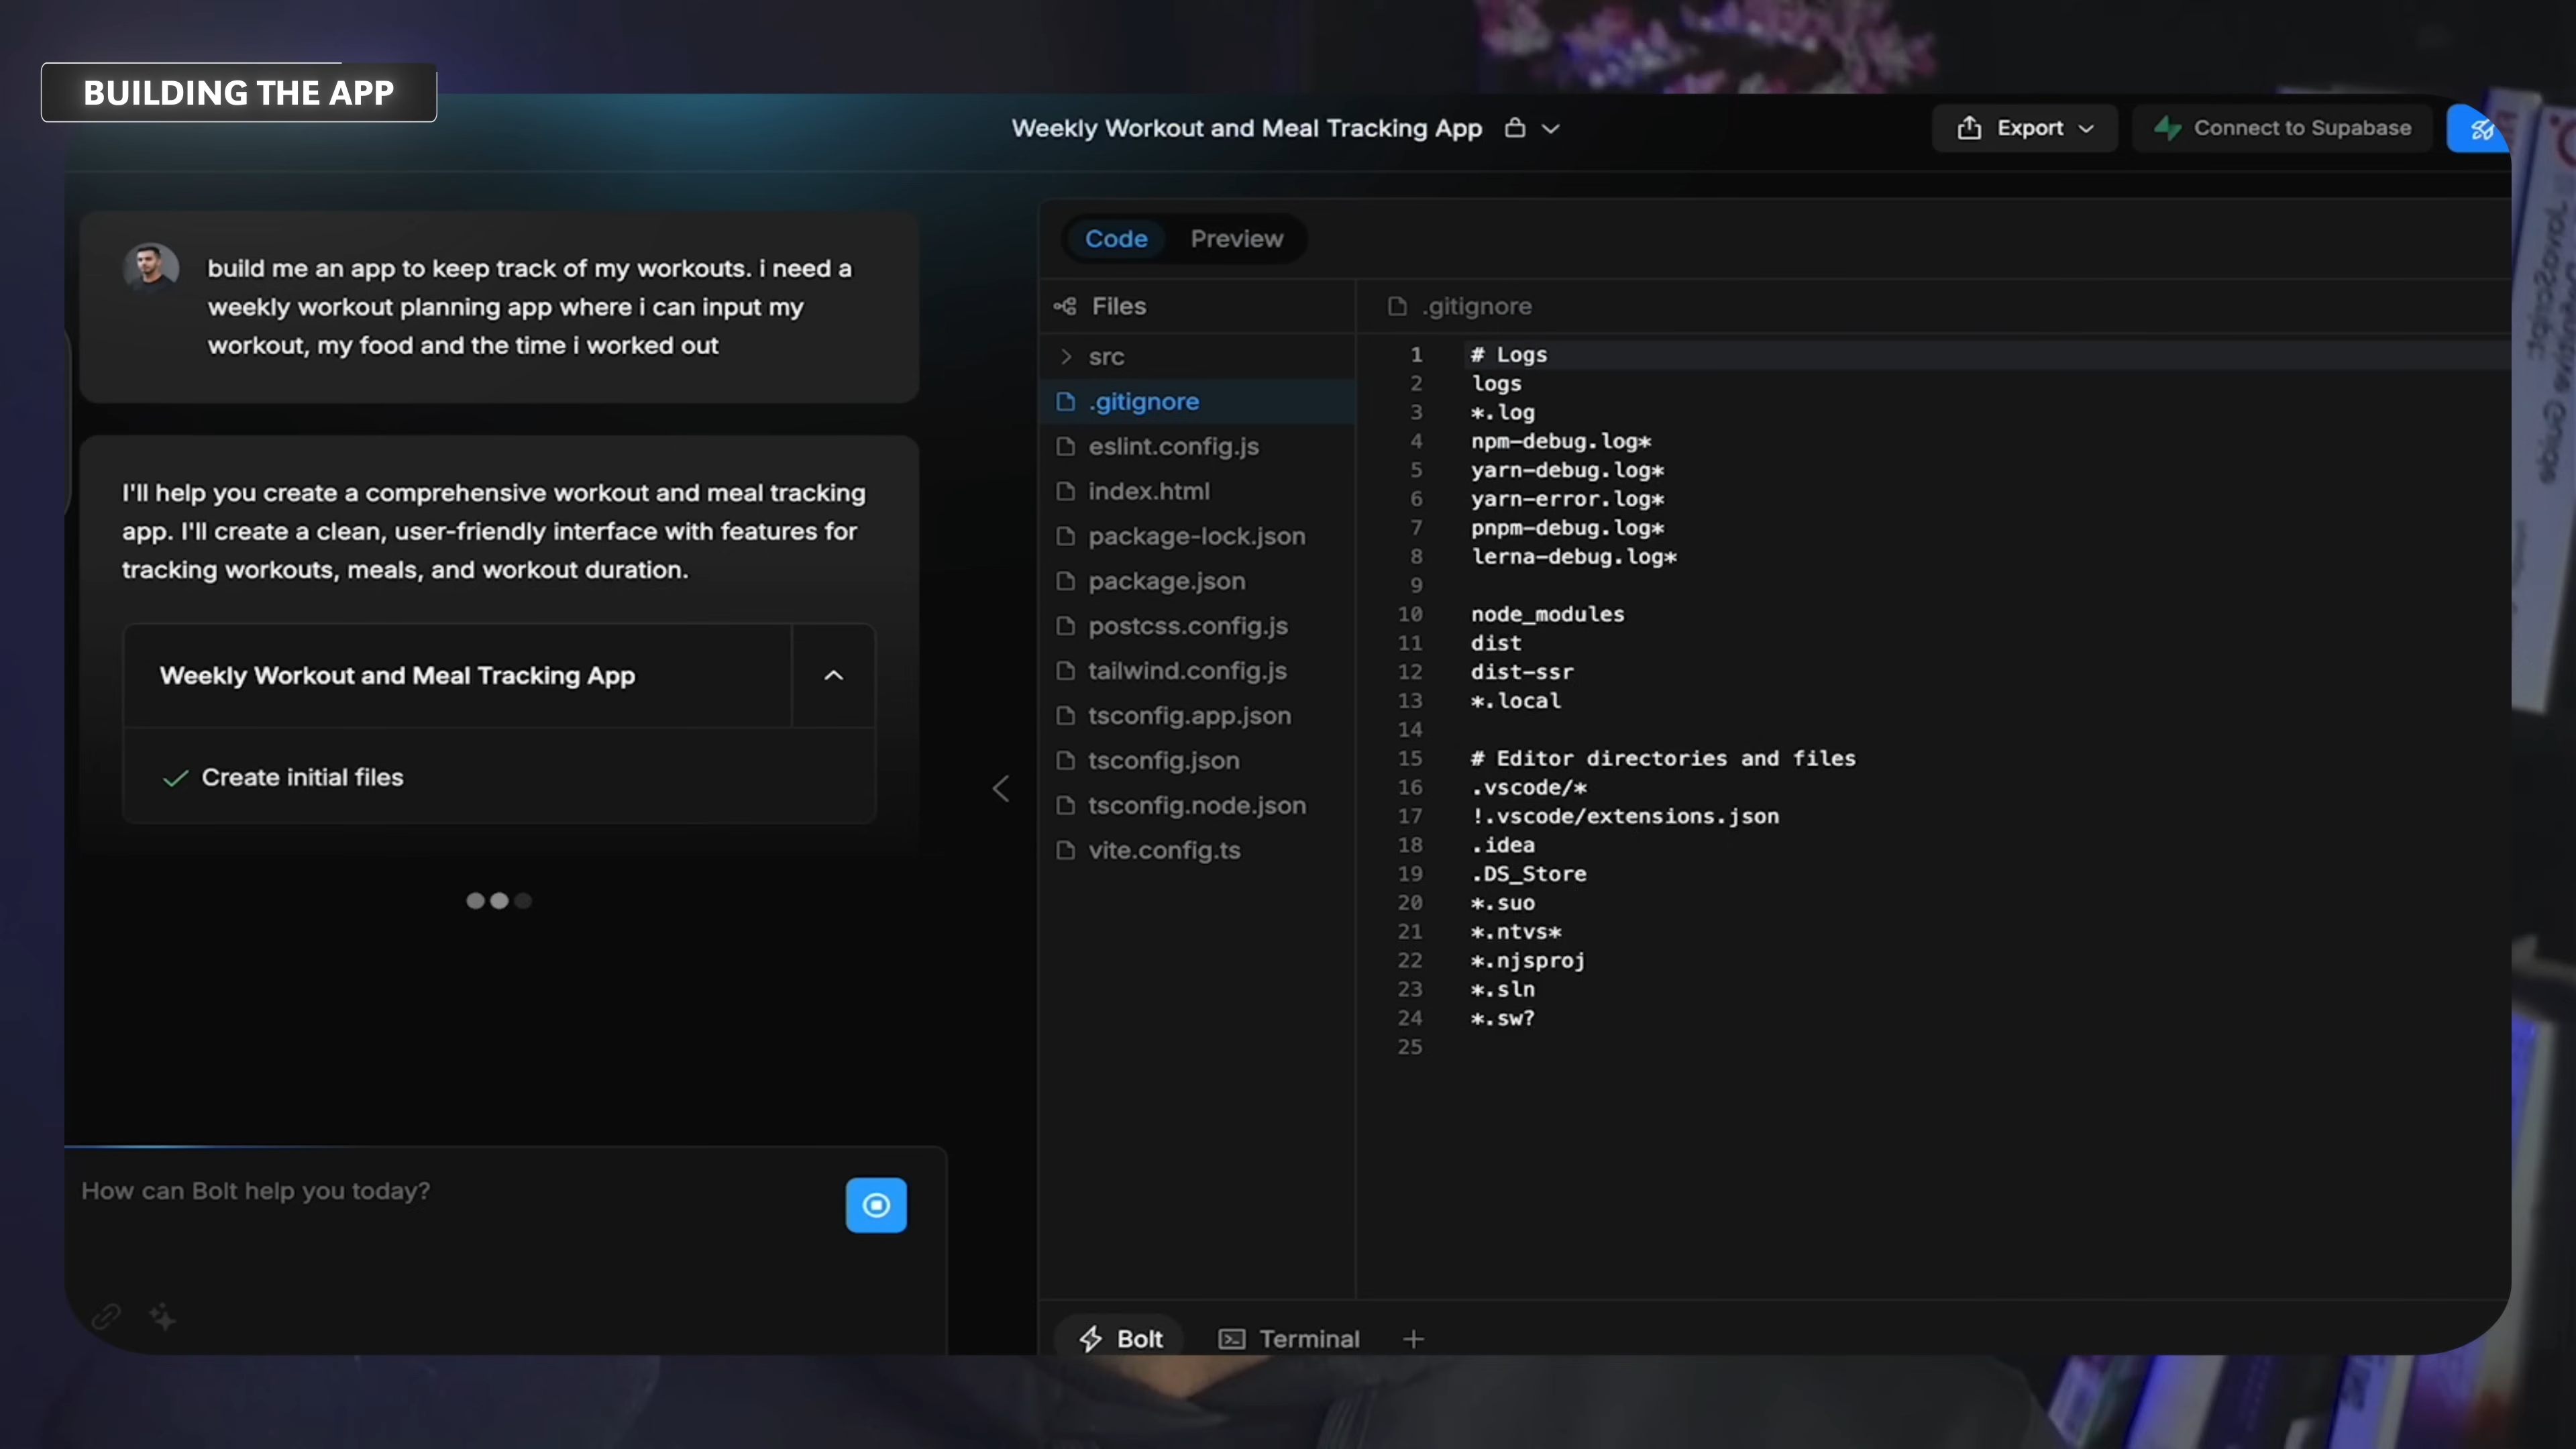 BUILDING THE APP
Weekly Workout and Meal Tracking App
Export
Connect to Supabase
build me an app to keep track of my workouts. i need a
weekly workout planning app where i can input my
workout, my food and the time i worked out
I'll help you create a comprehensive workout and meal tracking
app. I'll create a clean, user-friendly interface with features for
tracking workouts, meals, and workout duration.
Weekly Workout and Meal Tracking App
Create initial files
How can Bolt help you today?
Code
Preview
Files
src
.gitignore
eslint.config.js
index.html
package-lock.json
package.json
postcss.config.js
tailwind.config.js
tsconfig.app.json
tsconfig.json
tsconfig.node.json
vite.config.ts
.gitignore
1 # Logs
2 logs
3 *.log
4 npm-debug.log*
5 yarn-debug.log*
6 yarn-error.log*
7 pnpm-debug.log*
8 lerna-debug.log*
9
10 node_modules
11 dist
12 dist-ssr
13 *.local
14
15 # Editor directories and files
16 .vscode/*
17 !.vscode/extensions.json
18 .idea
19 .DS_Store
20 *.suo
21 *.ntvs*
22 *.njsproj
23 *.sln
24 *.sw?
25
Bolt
Terminal